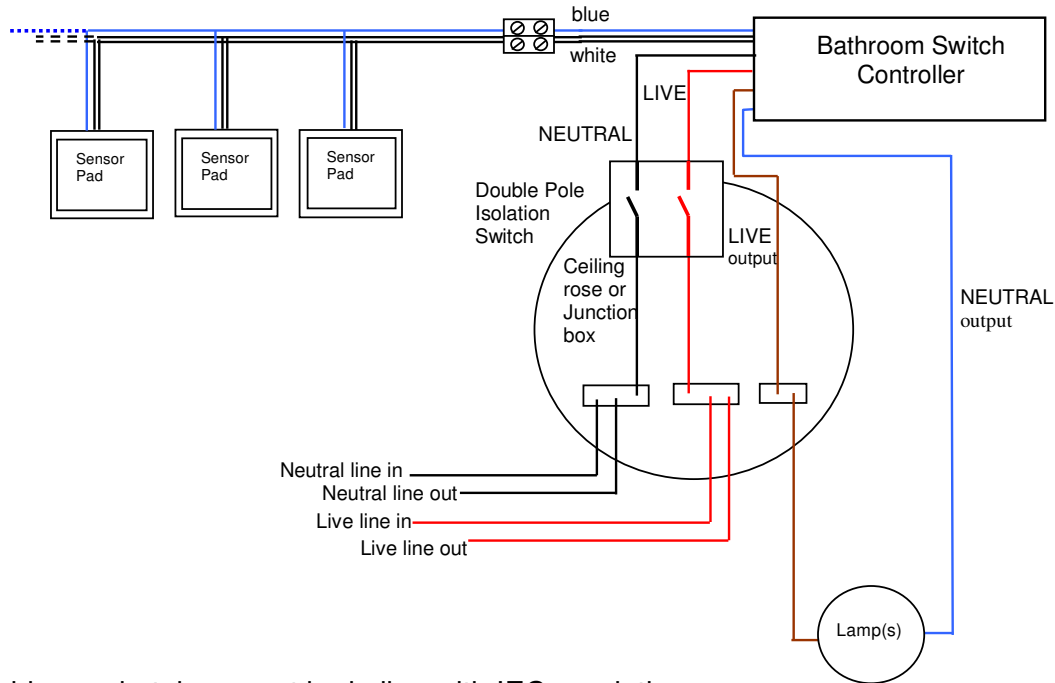 blue
white
Bathroom Switch
Controller
LIVE
NEUTRAL
Sensor
Pad
Sensor
Pad
Sensor
Pad
Double Pole
Isolation
Switch
LIVE
output
Ceiling
rose or
Junction
box
NEUTRAL
output
Neutral line in
Neutral line out
Live line in
Live line out
Lamp(s)